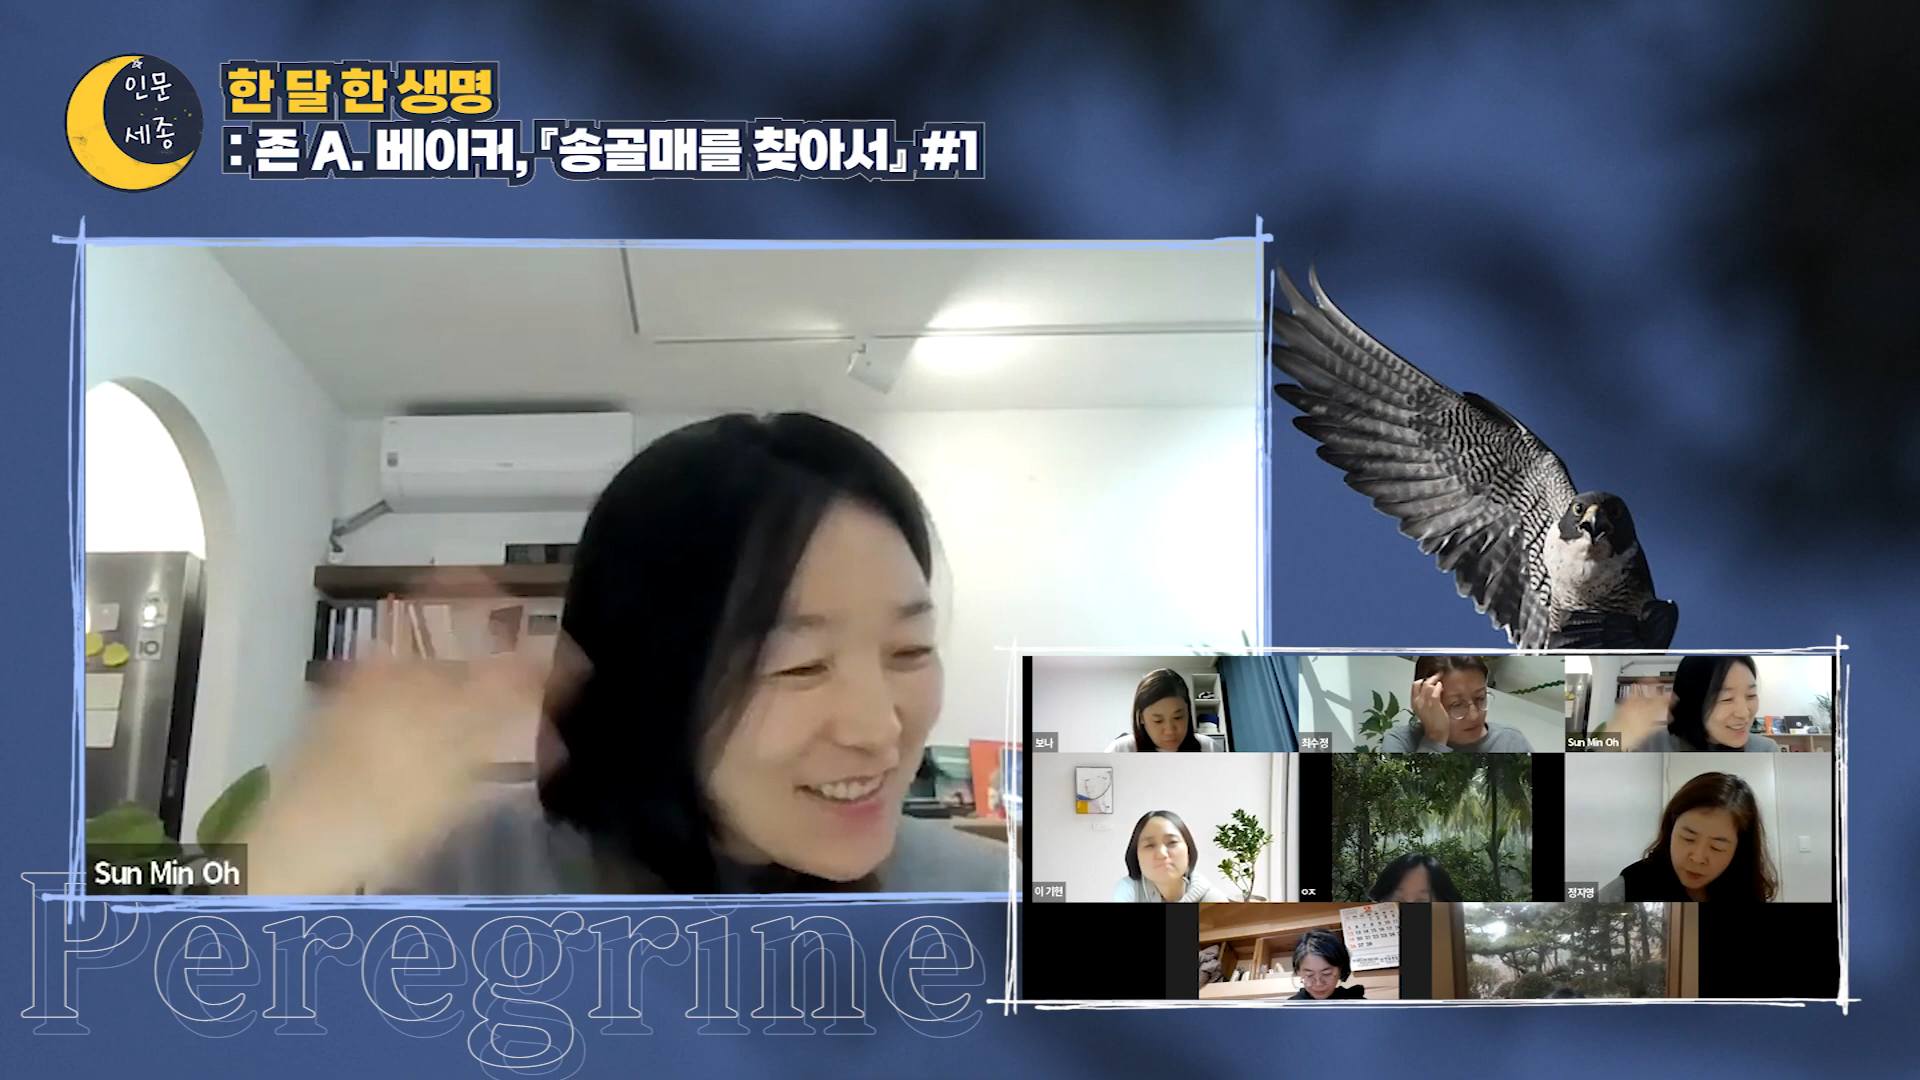 인문
세종
한 달 한 생명
: 존 A. 베이커, 『송골매를 찾아서』 #1
Sun Min Oh
Peregrine
보나
최수정
Sun Min Oh
이 기헌
ㅇㅈ
정지영